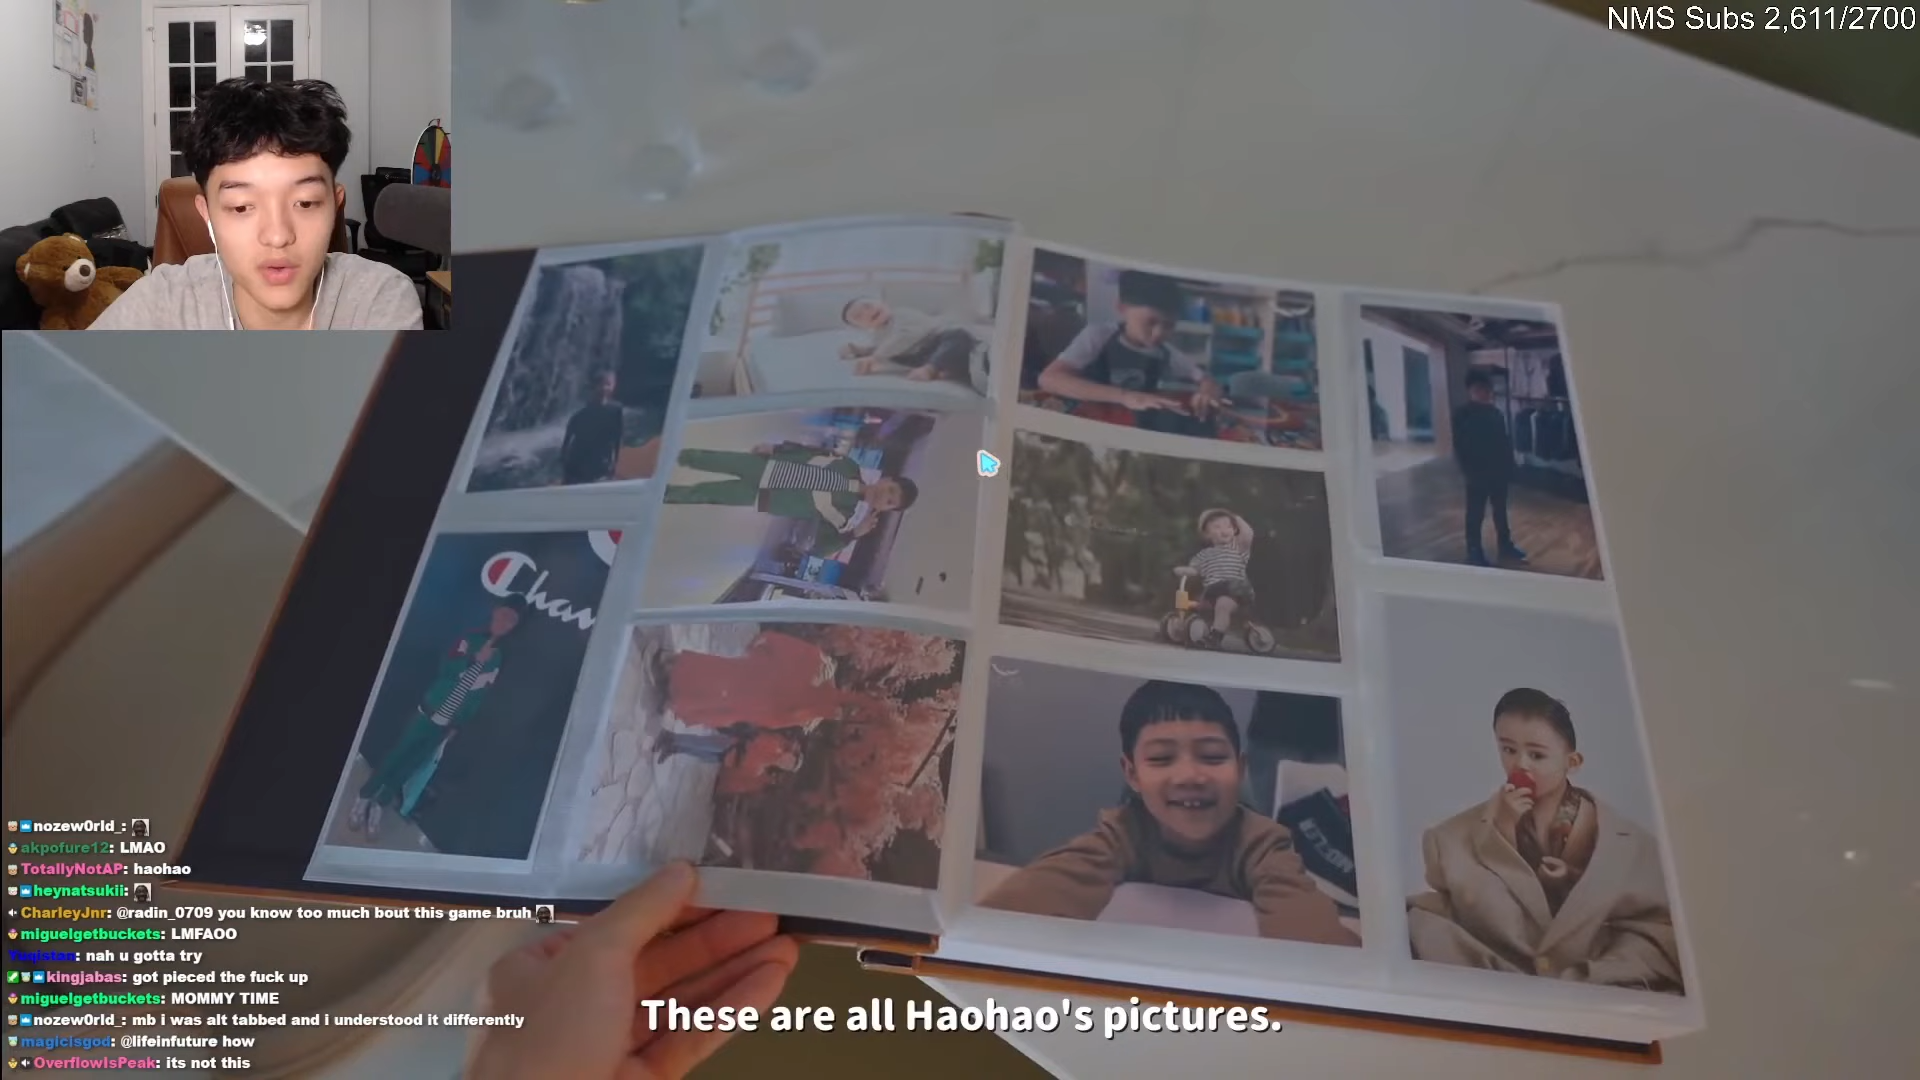 NMS Subs 2,611/2700
Cham
nozew0rld_:
akpofure12: LMAO
TotallyNotAP: haohao
heynatsukii:
CharleyJnr: @radin_0709 you know too much bout this game bruh
miguelgetbuckets: LMFAOO
nah u gotta try
kingjabas: got pieced the fuck up
miguelgetbuckets: MOMMY TIME
nozew0rld_: mb i was alt tabbed and i understood it differently
magicisgod: @lifeinfuture how
OverflowIsPeak: its not this
These are all Haohao's pictures.